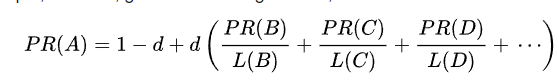 PR(A) = 1 − d + d ( PR(B)/L(B) + PR(C)/L(C) + PR(D)/L(D) + ⋯ )